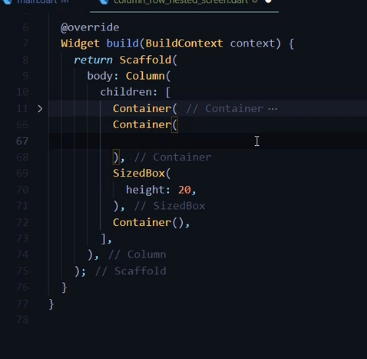 main.dart M column_row_nested_screen.dart
6 @override
7 Widget build(BuildContext context) {
8 return Scaffold(
9 body: Column(
10 children: [
11 > Container( // Container ⋯
66 Container(
67
68 ), // Container
69 SizedBox(
70 height: 20,
71 ), // SizedBox
72 Container(),
73 ],
74 ), // Column
75 ); // Scaffold
76 }
77 }
78